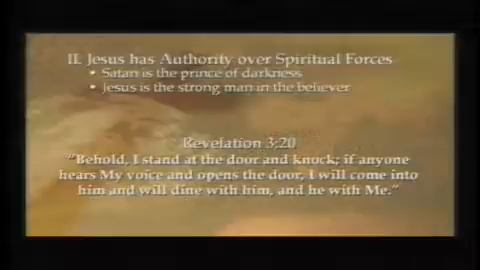 II. Jesus has Authority over Spiritual Forces
• Satan is the prince of darkness
• Jesus is the strong man in the believer
Revelation 3:20
"Behold, I stand at the door and knock; if anyone
hears My voice and opens the door, I will come into
him and will dine with him, and he with Me."